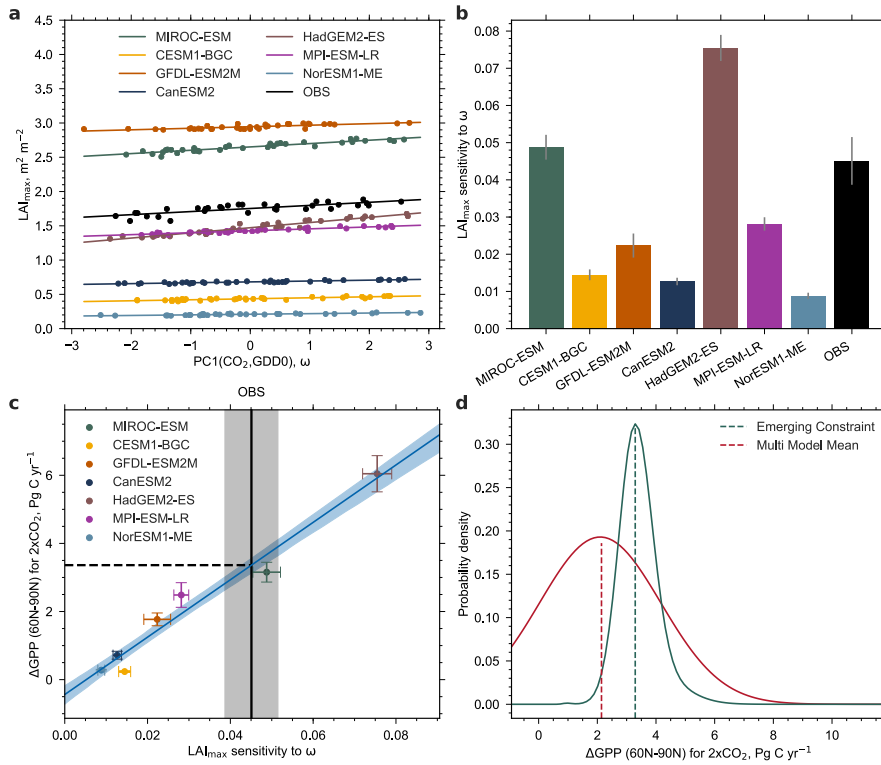 a
MIROC-ESM
CESM1-BGC
GFDL-ESM2M
CanESM2
HadGEM2-ES
MPI-ESM-LR
NorESM1-ME
OBS
LAImax, m² m⁻²
4.5
4.0
3.5
3.0
2.5
2.0
1.5
1.0
0.5
0.0
−3 −2 −1 0 1 2 3
PC1(CO₂,GDD0), ω
b
LAImax sensitivity to ω
0.08
0.07
0.06
0.05
0.04
0.03
0.02
0.01
0.00
MIROC-ESM
CESM1-BGC
GFDL-ESM2M
CanESM2
HadGEM2-ES
MPI-ESM-LR
NorESM1-ME
OBS
c
OBS
MIROC-ESM
CESM1-BGC
GFDL-ESM2M
CanESM2
HadGEM2-ES
MPI-ESM-LR
NorESM1-ME
ΔGPP (60N-90N) for 2xCO₂, Pg C yr⁻¹
8
6
4
2
0
0.00 0.02 0.04 0.06 0.08
LAImax sensitivity to ω
d
Emerging Constraint
Multi Model Mean
Probability density
0.30
0.25
0.20
0.15
0.10
0.05
0.00
0 2 4 6 8 10
ΔGPP (60N-90N) for 2xCO₂, Pg C yr⁻¹